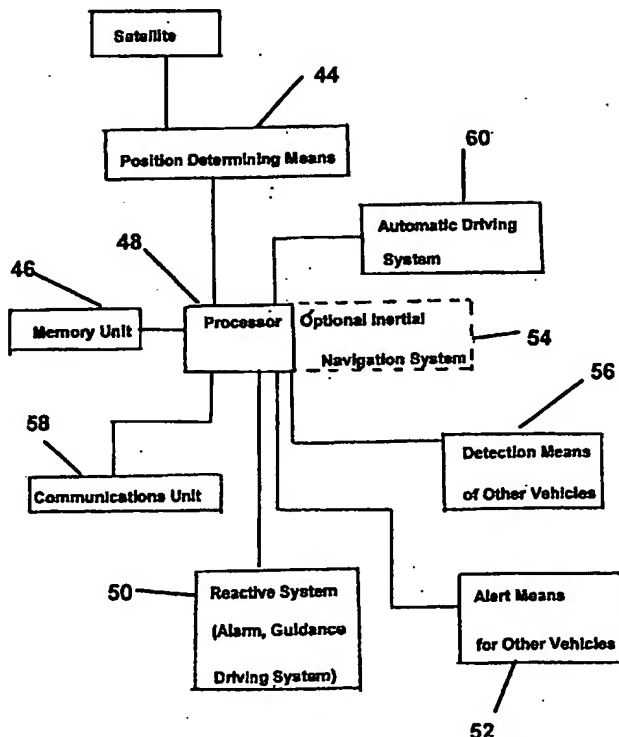 Satellite
44
Position Determining Means
60
Automatic Driving
System
48
46
Processor
Optional Inertial
Navigation System
54
Memory Unit
58
56
Communications Unit
Detection Means
of Other Vehicles
50
Reactive System
(Alarm, Guidance
Driving System)
Alert Means
for Other Vehicles
52